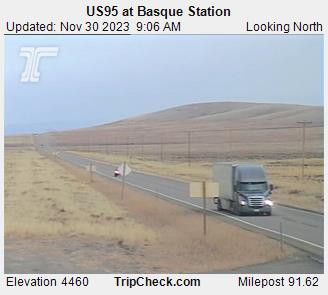 US95 at Basque Station
Updated: Nov 30 2023 9:06 AM Looking North
Elevation 4460 TripCheck.com Milepost 91.62